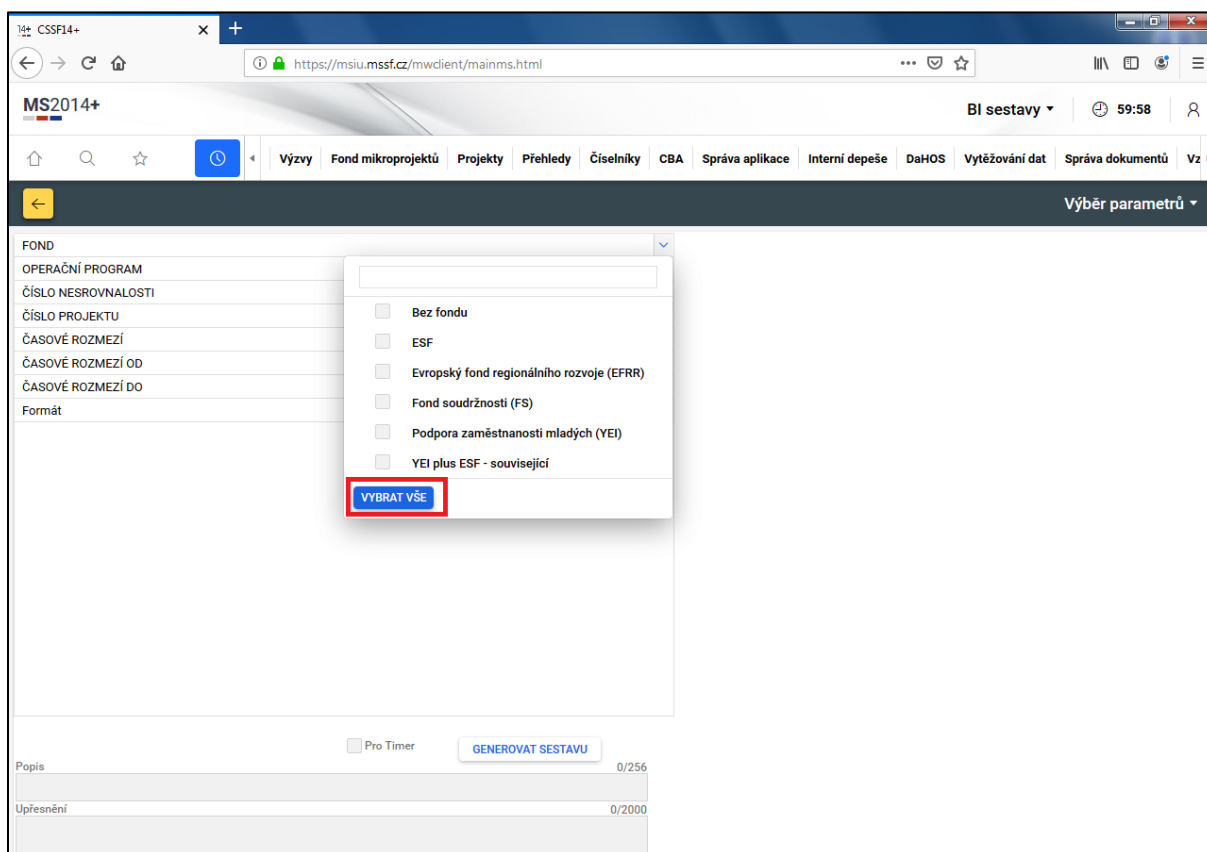 CSSF14+
https://msiu.mssf.cz/mwclient/mainms.html
MS2014+
BI sestavy
59:58
Výzvy Fond mikroprojektů Projekty Přehledy Číselníky CBA Správa aplikace Interní depeše DaHOS Vytěžování dat Správa dokumentů Vz
Výběr parametrů
FOND
OPERAČNÍ PROGRAM
ČÍSLO NESROVNALOSTI
ČÍSLO PROJEKTU
ČASOVÉ ROZMEZÍ
ČASOVÉ ROZMEZÍ OD
ČASOVÉ ROZMEZÍ DO
Formát
Bez fondu
ESF
Evropský fond regionálního rozvoje (EFRR)
Fond soudržnosti (FS)
Podpora zaměstnanosti mladých (YEI)
YEI plus ESF - související
VYBRAT VŠE
Pro Timer
GENEROVAT SESTAVU
Popis 0/256
Upřesnění 0/2000